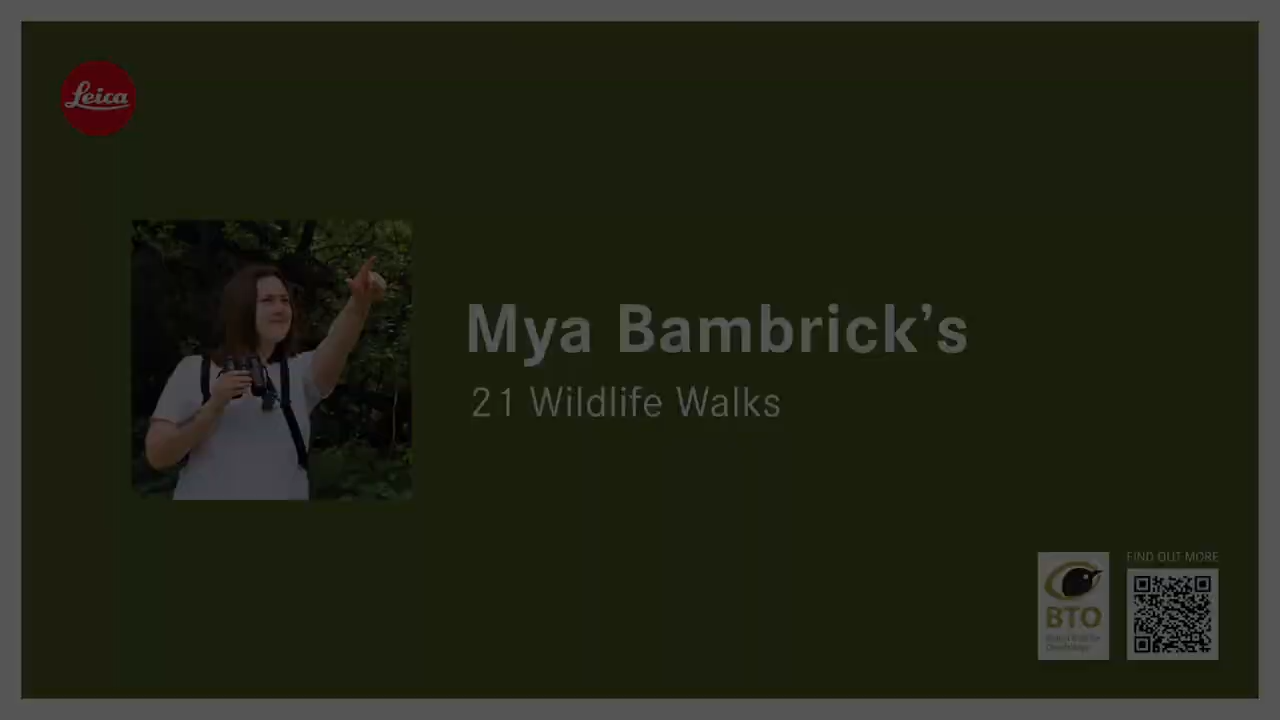 Leica
Mya Bambrick's
21 Wildlife Walks
FIND OUT MORE
BTO